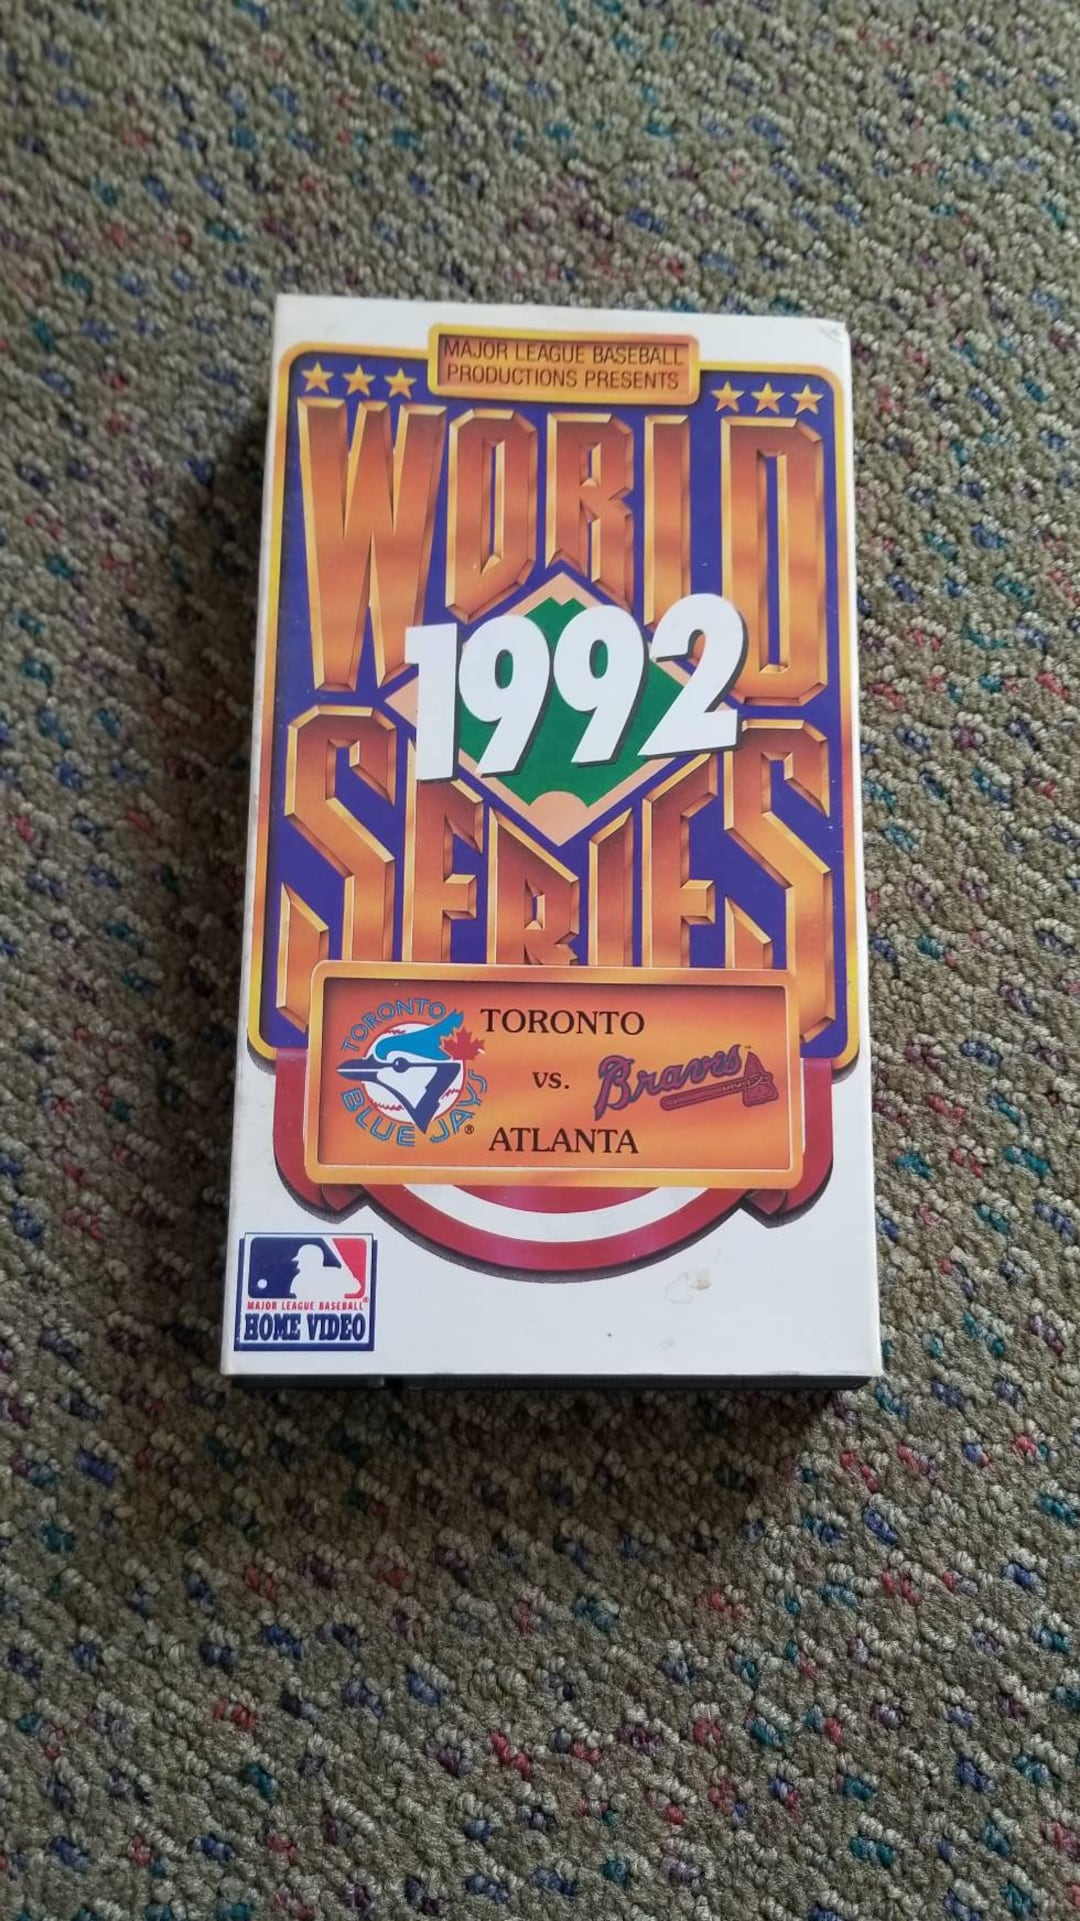 MAJOR LEAGUE BASEBALL
PRODUCTIONS PRESENTS
WORLD
1992
SERIES
TORONTO
BLUE JAYS®
TORONTO
vs.
Braves™
ATLANTA
MAJOR LEAGUE BASEBALL®
HOME VIDEO